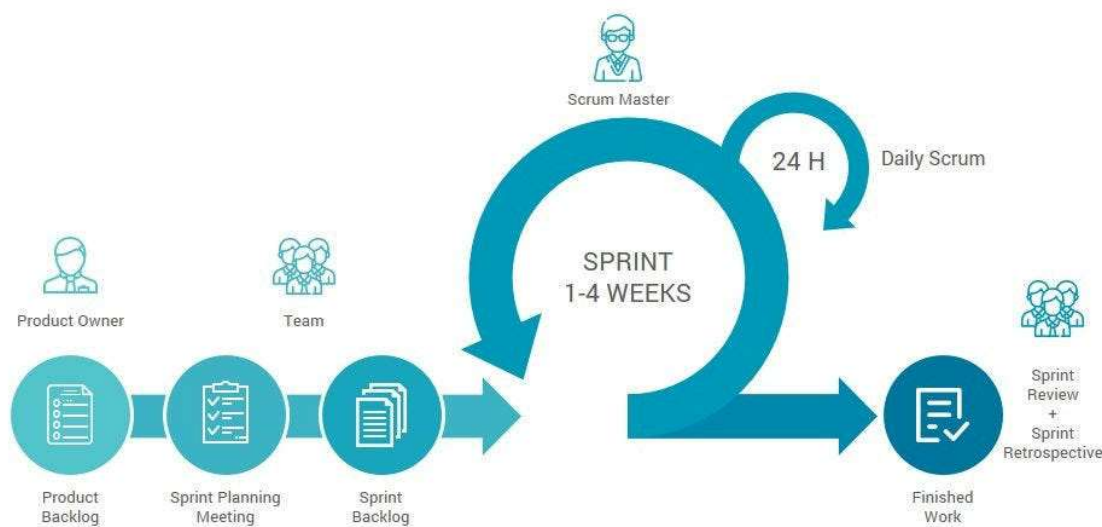 Scrum Master
24 H
Daily Scrum
SPRINT
1-4 WEEKS
Product Owner
Team
Product
Backlog
Sprint Planning
Meeting
Sprint
Backlog
Finished
Work
Sprint
Review
+
Sprint
Retrospective